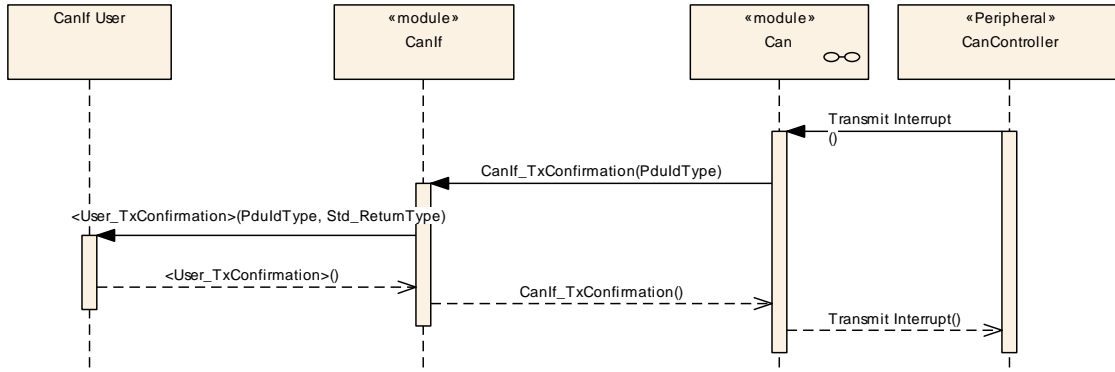 CanIf User
«module»
CanIf
«module»
Can
«Peripheral»
CanController
Transmit Interrupt
()
CanIf_TxConfirmation(PduIdType)
<User_TxConfirmation>(PduIdType, Std_ReturnType)
<User_TxConfirmation>()
CanIf_TxConfirmation()
Transmit Interrupt()